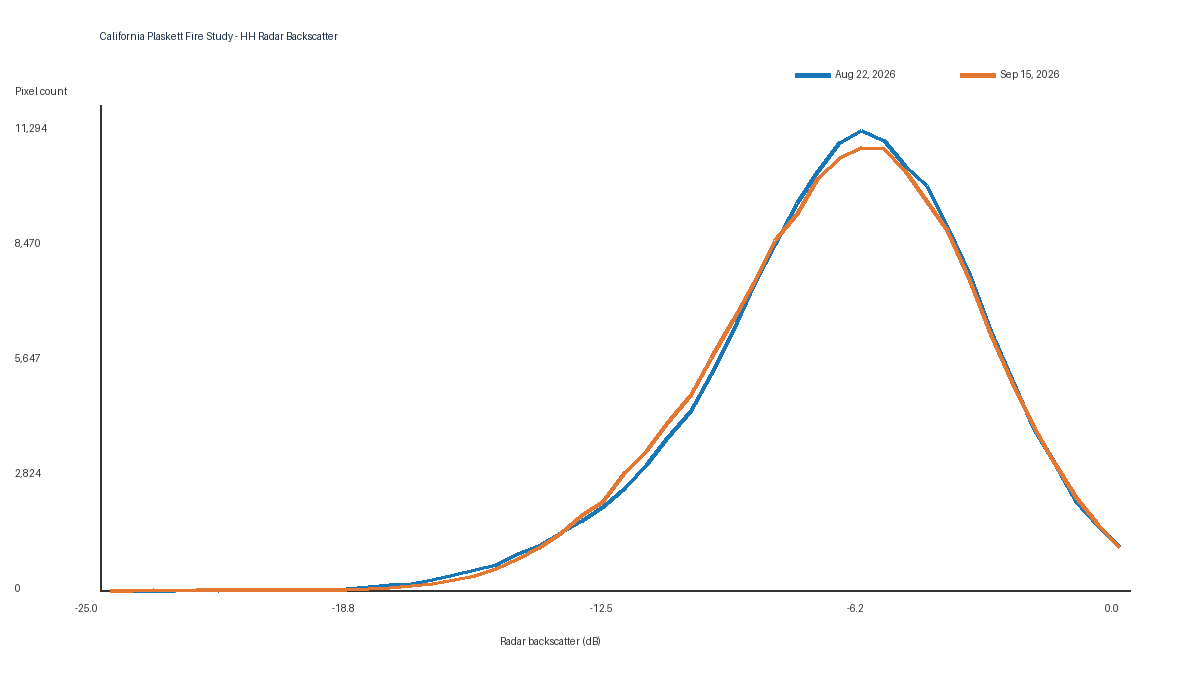 California Plaskett Fire Study - HH Radar Backscatter
Aug 22, 2026
Sep 15, 2026
Pixel count
11,294
8,470
5,647
2,824
0
-25.0
-18.8
-12.5
-6.2
0.0
Radar backscatter (dB)